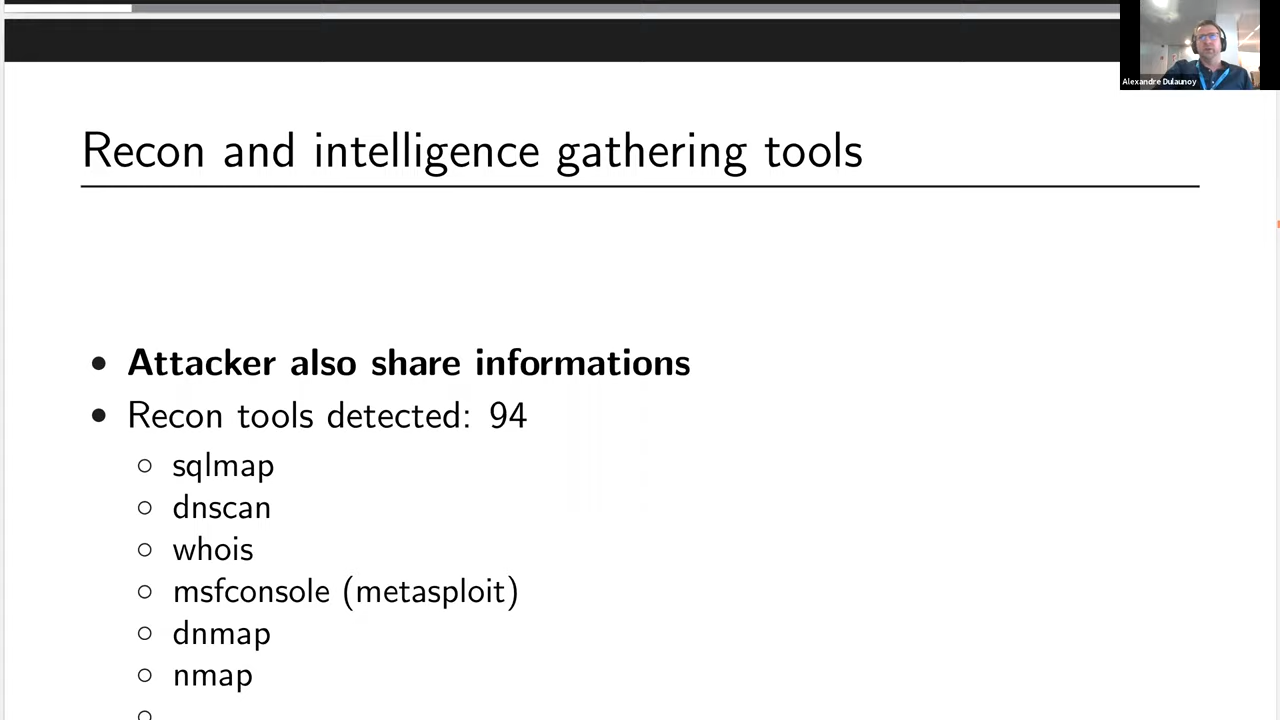 Alexandre Dulaunoy
Recon and intelligence gathering tools
• Attacker also share informations
• Recon tools detected: 94
○ sqlmap
○ dnscan
○ whois
○ msfconsole (metasploit)
○ dnmap
○ nmap